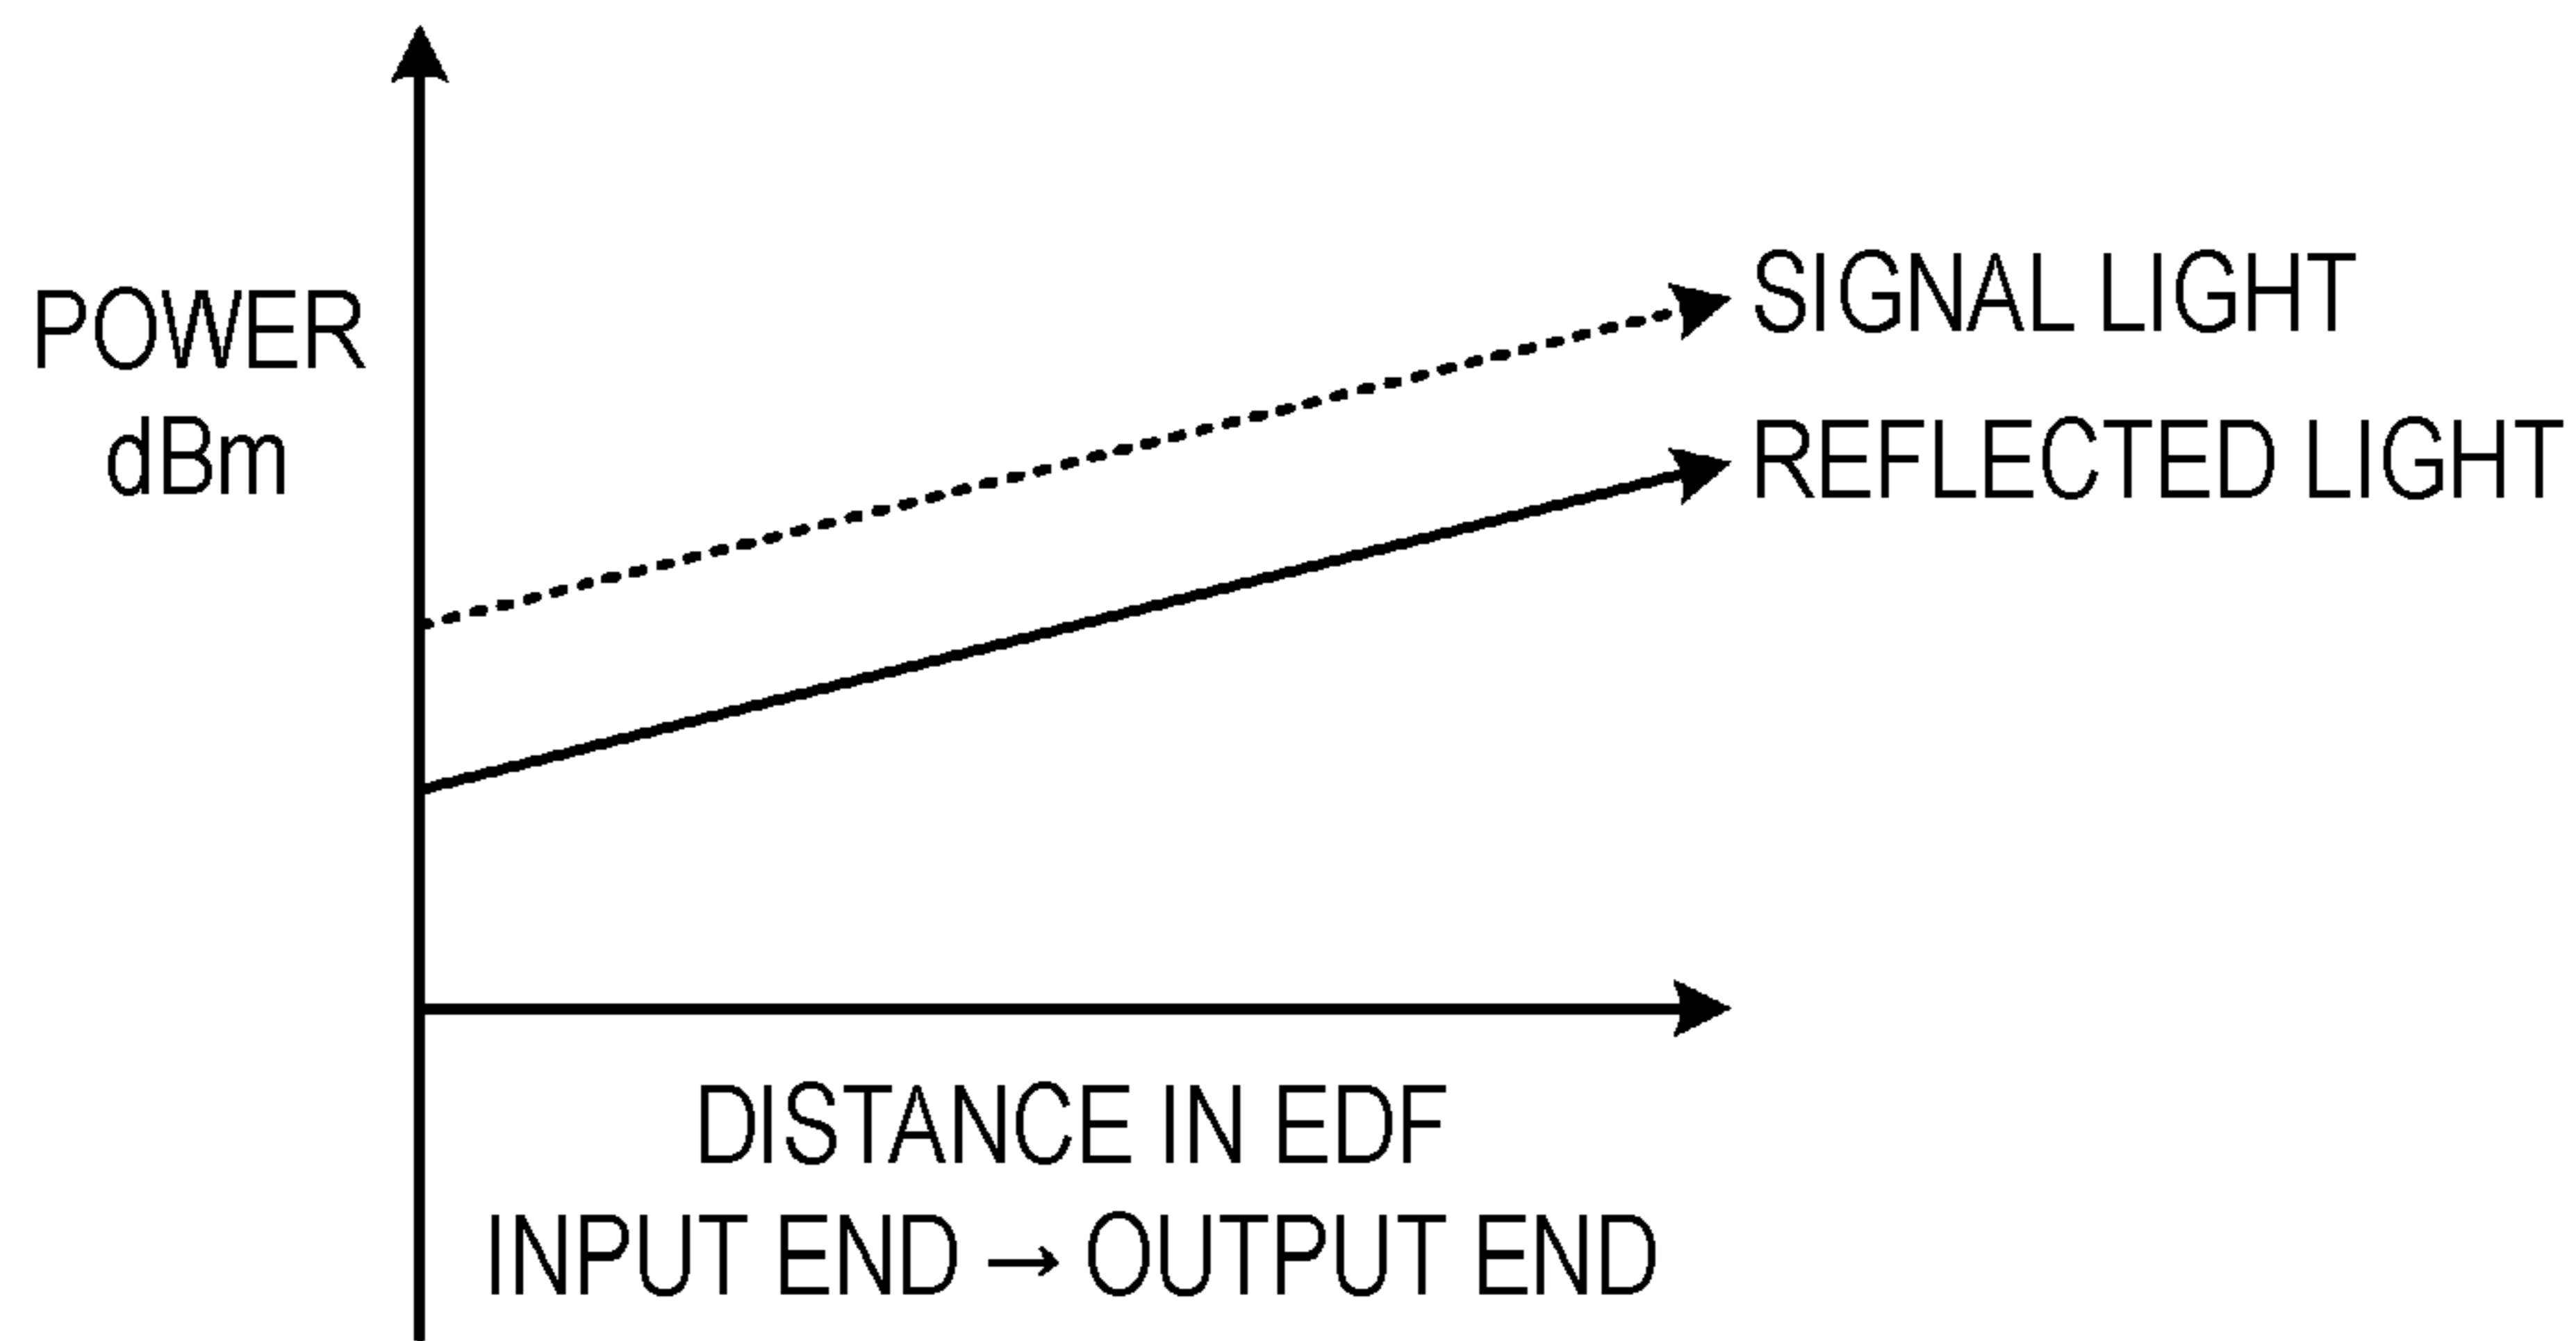 POWER
dBm
SIGNAL LIGHT
REFLECTED LIGHT
DISTANCE IN EDF
INPUT END → OUTPUT END